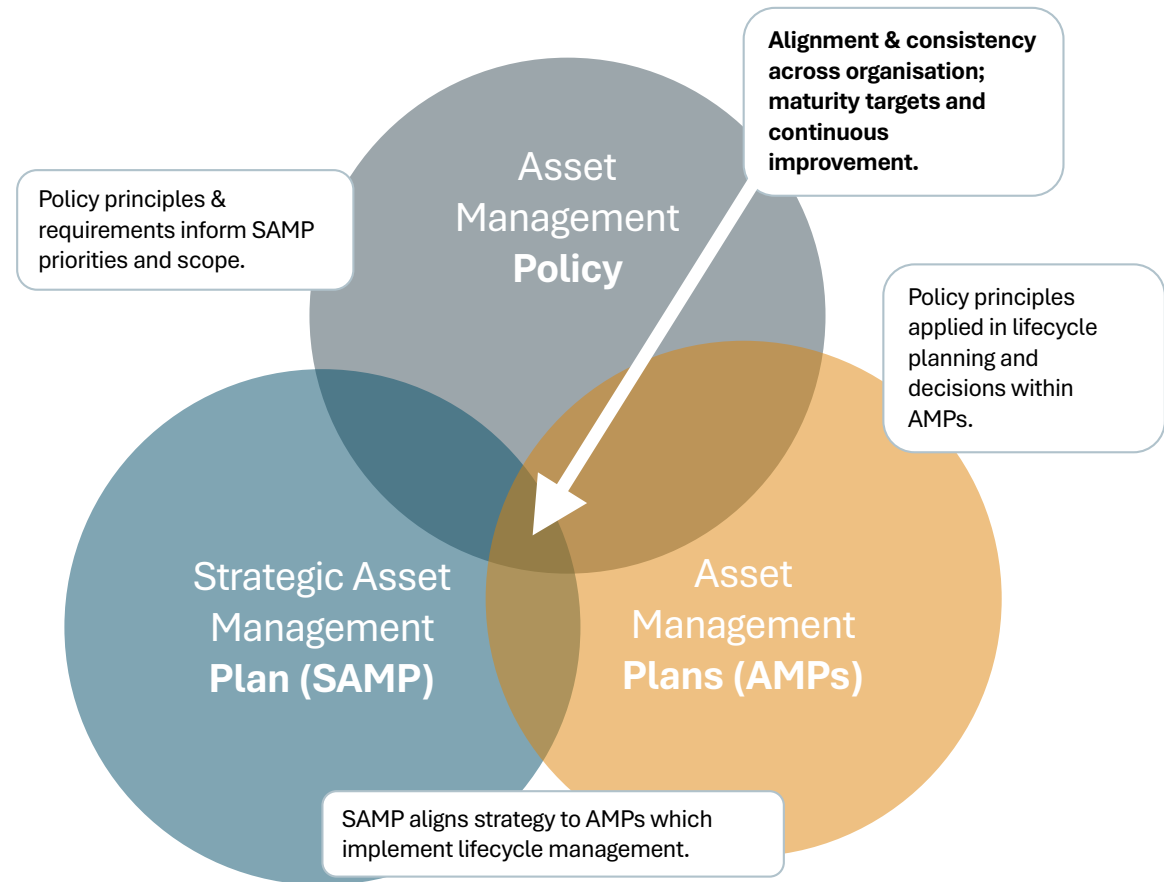 Alignment & consistency
across organisation;
maturity targets and
continuous
improvement.
Asset
Management
Policy
Policy principles &
requirements inform SAMP
priorities and scope.
Policy principles
applied in lifecycle
planning and
decisions within
AMPs.
Strategic Asset
Management
Plan (SAMP)
Asset
Management
Plans (AMPs)
SAMP aligns strategy to AMPs which
implement lifecycle management.